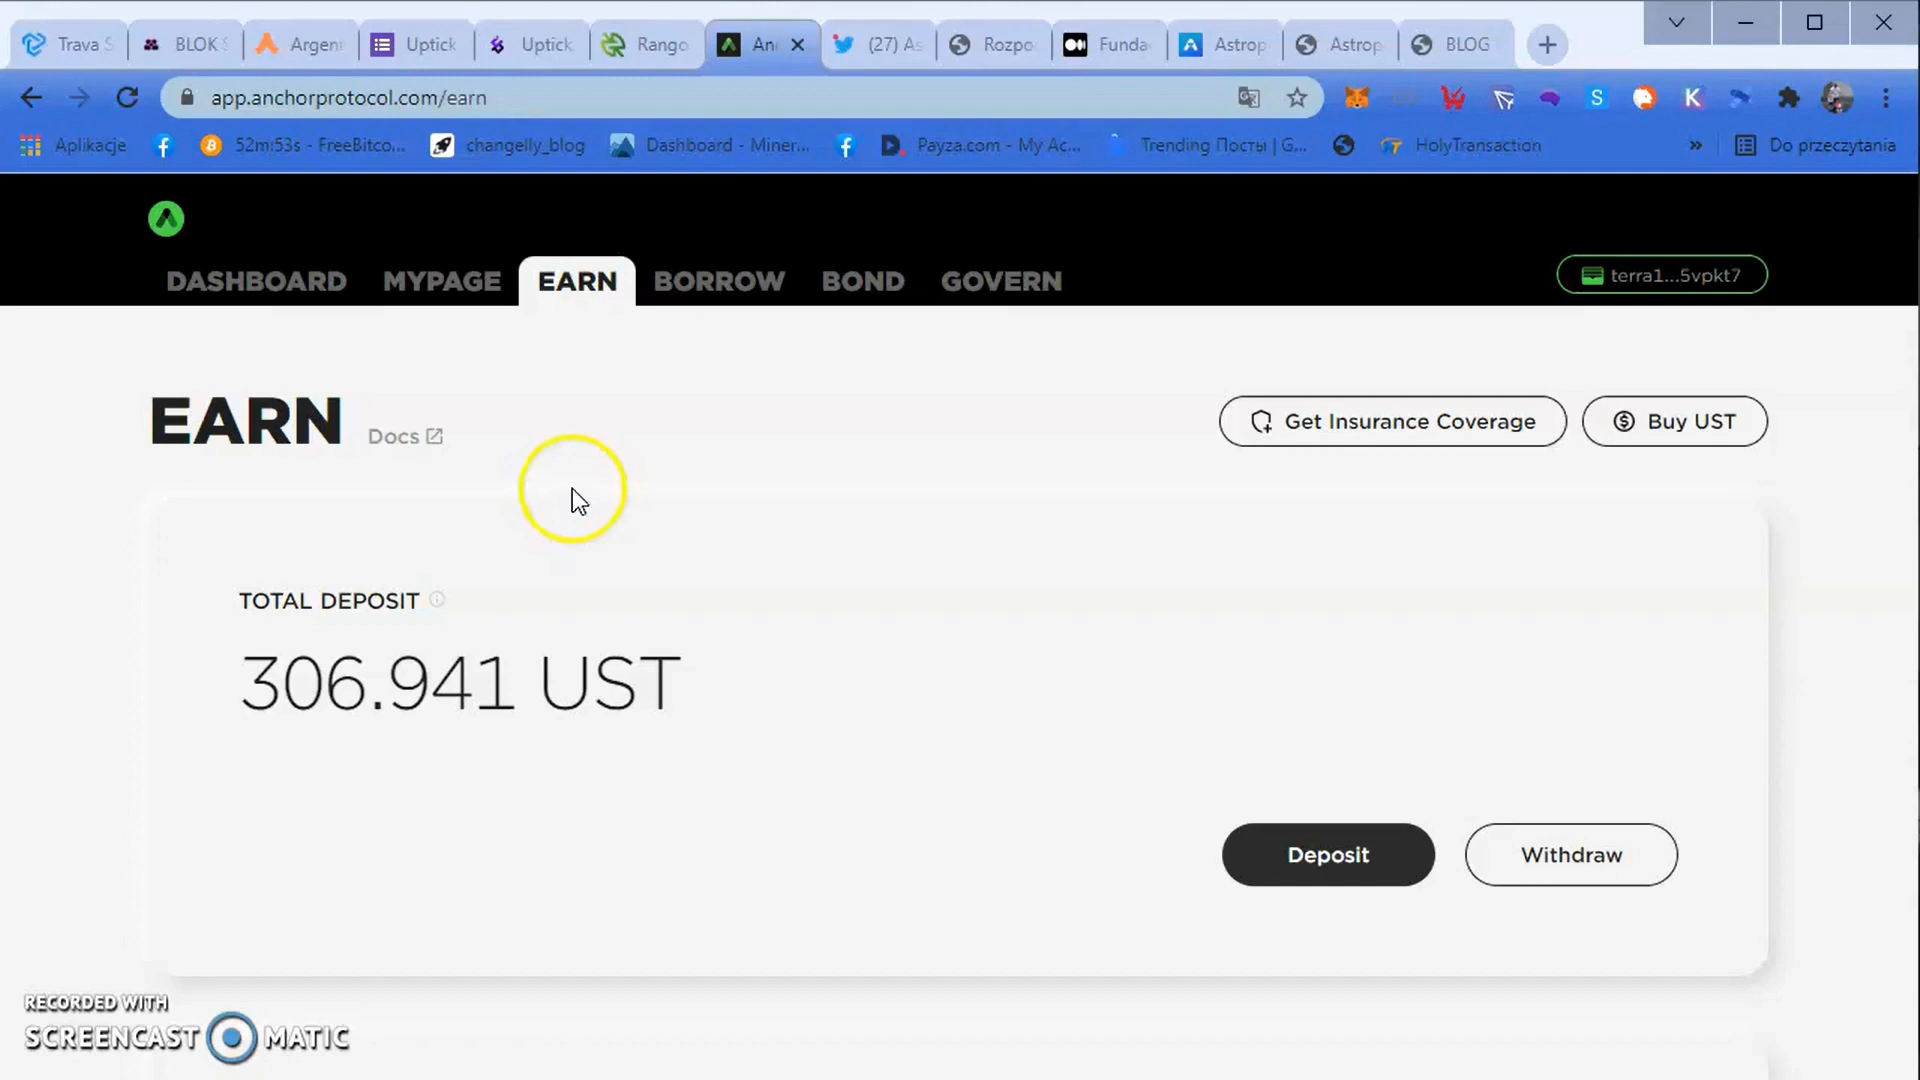 Trava S
BLOK S
Argen
Uptick
Uptick
Rango
An
(27) As
Rozpo
Funda
Astrop
Astrop
BLOG
app.anchorprotocol.com/earn
Aplikacje
52m:53s - FreeBitco...
changelly_blog
Dashboard - Miner...
Payza.com - My Ac...
Trending Посты | G...
HolyTransaction
»
Do przeczytania
DASHBOARD
MYPAGE
EARN
BORROW
BOND
GOVERN
terra1...5vpkt7
EARN
Docs
Get Insurance Coverage
Buy UST
TOTAL DEPOSIT
306.941 UST
Deposit
Withdraw
RECORDED WITH
SCREENCAST MATIC